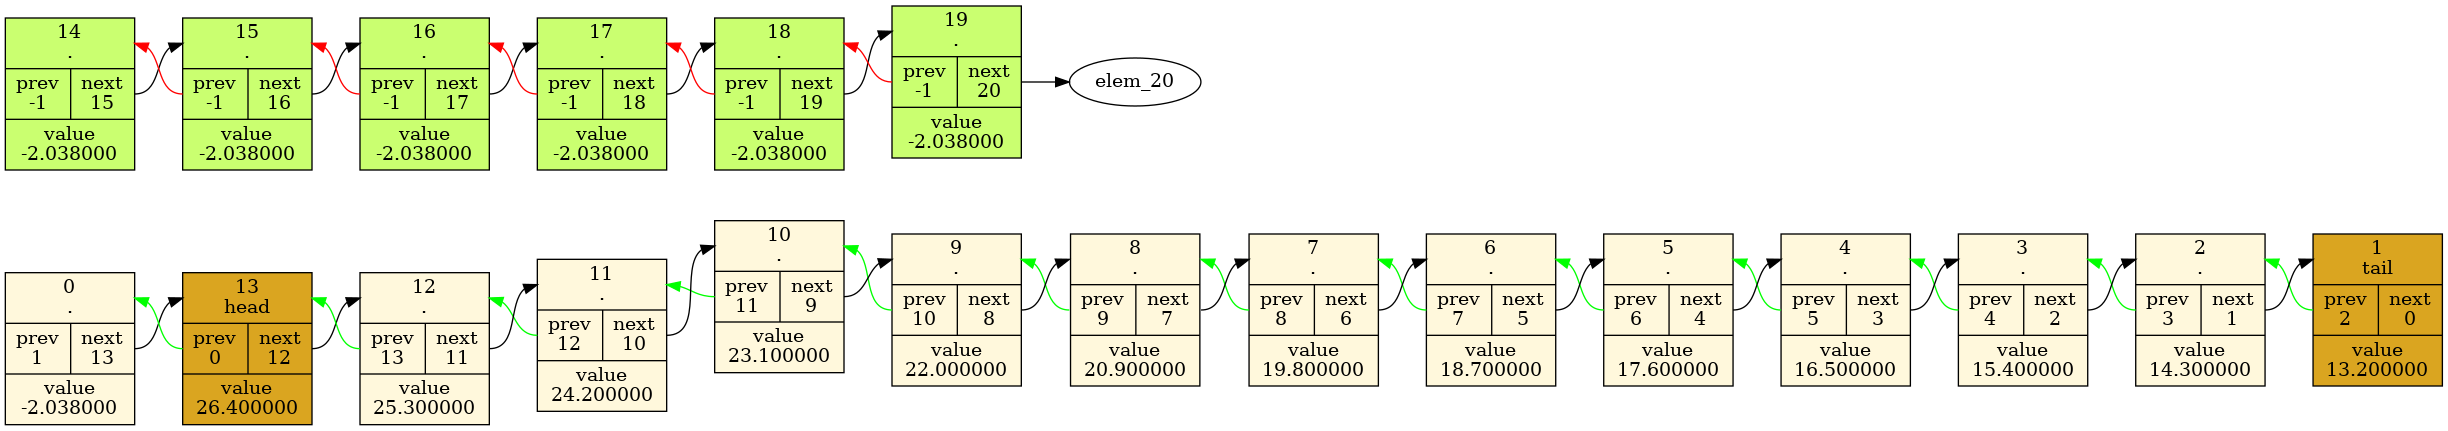 14
.
prev next
-1 15
value
-2.038000
15
.
prev next
-1 16
value
-2.038000
16
.
prev next
-1 17
value
-2.038000
17
.
prev next
-1 18
value
-2.038000
18
.
prev next
-1 19
value
-2.038000
19
.
prev next
-1 20
value
-2.038000
elem_20
0
.
prev next
1 13
value
-2.038000
13
head
prev next
0 12
value
26.400000
12
.
prev next
13 11
value
25.300000
11
.
prev next
12 10
value
24.200000
10
.
prev next
11 9
value
23.100000
9
.
prev next
10 8
value
22.000000
8
.
prev next
9 7
value
20.900000
7
.
prev next
8 6
value
19.800000
6
.
prev next
7 5
value
18.700000
5
.
prev next
6 4
value
17.600000
4
.
prev next
5 3
value
16.500000
3
.
prev next
4 2
value
15.400000
2
.
prev next
3 1
value
14.300000
1
tail
prev next
2 0
value
13.200000